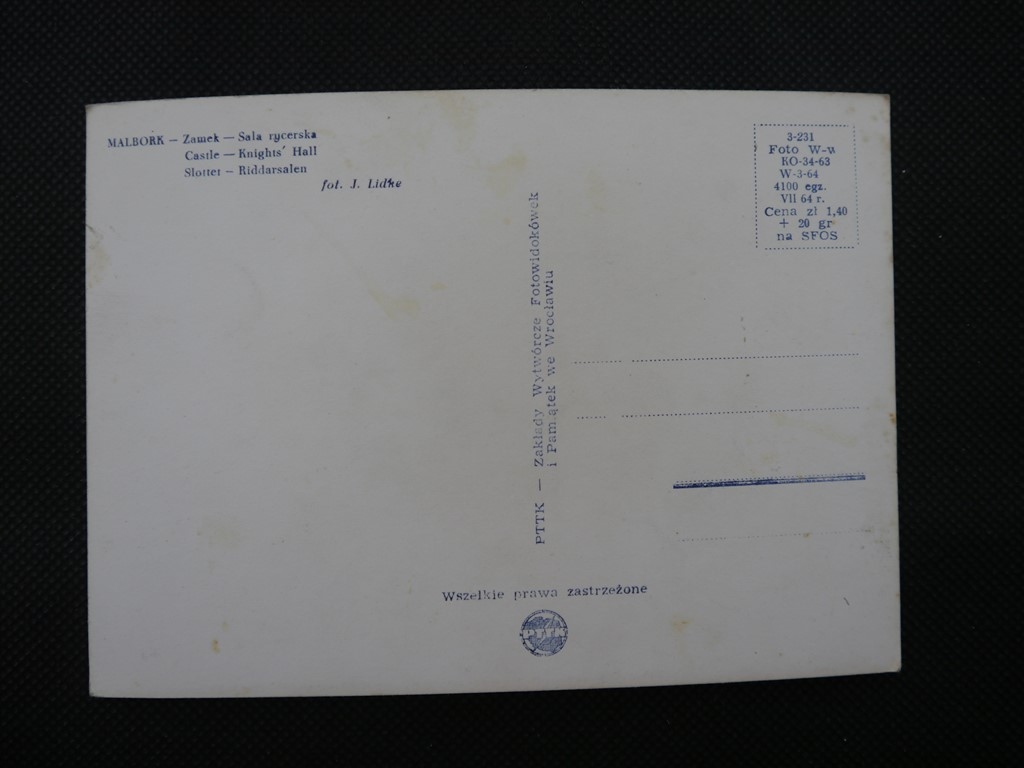 MALBORK — Zamek — Sala rycerska
Castle — Knights' Hall
Slottet — Riddarsalen
fot. J. Lidke
3-231
Foto W-w
KO-34-63
W-3-64
4100 egz.
VII 64 r.
Cena zł 1,40
+ 20 gr
na SFOS
PTTK — Zakłady Wytwórcze Fotowidokówek
i Pamiątek we Wrocławiu
Wszelkie prawa zastrzeżone
PTTK